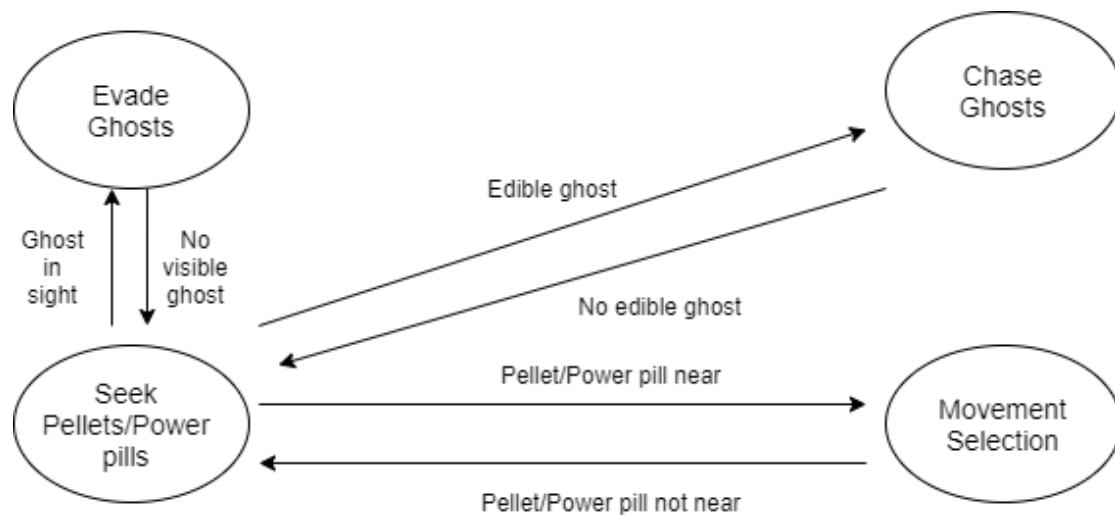 Evade
Ghosts
Chase
Ghosts
Edible ghost
Ghost
in
sight
No
visible
ghost
No edible ghost
Pellet/Power pill near
Seek
Pellets/Power
pills
Movement
Selection
Pellet/Power pill not near